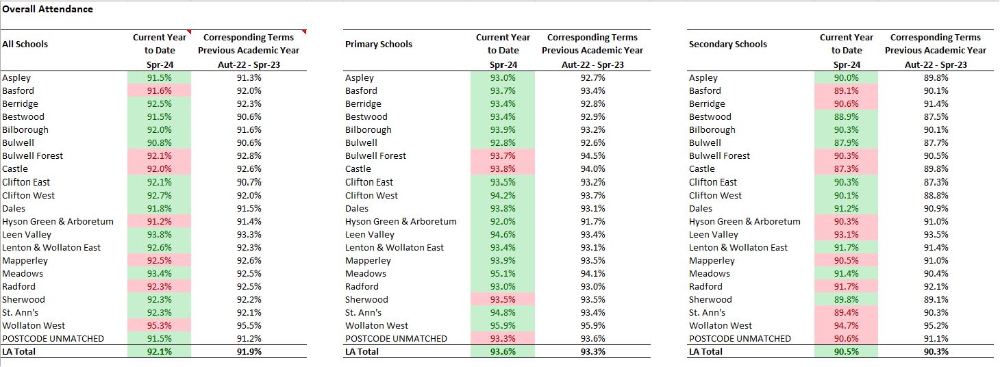 Overall Attendance
Current Year Corresponding Terms Current Year Corresponding Terms Current Year Corresponding Terms
All Schools to Date Previous Academic Year Primary Schools to Date Previous Academic Year Secondary Schools to Date Previous Academic Year
Spr-24 Aut-22 - Spr-23 Spr-24 Aut-22 - Spr-23 Spr-24 Aut-22 - Spr-23
Aspley 91.5% 91.3% Aspley 93.0% 92.7% Aspley 90.0% 89.8%
Basford 91.6% 92.0% Basford 93.7% 93.4% Basford 89.1% 90.1%
Berridge 92.5% 92.3% Berridge 93.4% 92.8% Berridge 90.6% 91.4%
Bestwood 91.5% 90.6% Bestwood 93.4% 92.9% Bestwood 88.9% 87.5%
Bilborough 92.0% 91.6% Bilborough 93.9% 93.2% Bilborough 90.3% 90.1%
Bulwell 90.8% 90.6% Bulwell 92.8% 92.6% Bulwell 87.9% 87.7%
Bulwell Forest 92.1% 92.8% Bulwell Forest 93.7% 94.5% Bulwell Forest 90.3% 90.5%
Castle 92.0% 92.6% Castle 93.8% 94.0% Castle 87.3% 89.8%
Clifton East 92.1% 90.7% Clifton East 93.5% 93.2% Clifton East 90.3% 87.3%
Clifton West 92.7% 92.0% Clifton West 94.2% 93.7% Clifton West 90.1% 88.8%
Dales 91.8% 91.5% Dales 93.8% 93.1% Dales 91.2% 90.9%
Hyson Green & Arboretum 91.2% 91.4% Hyson Green & Arboretum 92.0% 91.7% Hyson Green & Arboretum 90.3% 91.0%
Leen Valley 93.8% 93.3% Leen Valley 94.6% 93.4% Leen Valley 93.1% 93.5%
Lenton & Wollaton East 92.6% 92.3% Lenton & Wollaton East 93.4% 93.1% Lenton & Wollaton East 91.7% 91.4%
Mapperley 92.5% 92.6% Mapperley 93.9% 93.5% Mapperley 90.5% 91.0%
Meadows 93.4% 92.5% Meadows 95.1% 94.1% Meadows 91.4% 90.4%
Radford 92.3% 92.5% Radford 93.0% 93.0% Radford 91.7% 92.1%
Sherwood 92.3% 92.2% Sherwood 93.5% 93.5% Sherwood 89.8% 89.1%
St. Ann's 92.3% 92.1% St. Ann's 94.8% 93.4% St. Ann's 89.4% 90.3%
Wollaton West 95.3% 95.5% Wollaton West 95.9% 95.9% Wollaton West 94.7% 95.2%
POSTCODE UNMATCHED 91.5% 91.2% POSTCODE UNMATCHED 93.3% 93.6% POSTCODE UNMATCHED 90.6% 91.1%
LA Total 92.1% 91.9% LA Total 93.6% 93.3% LA Total 90.5% 90.3%